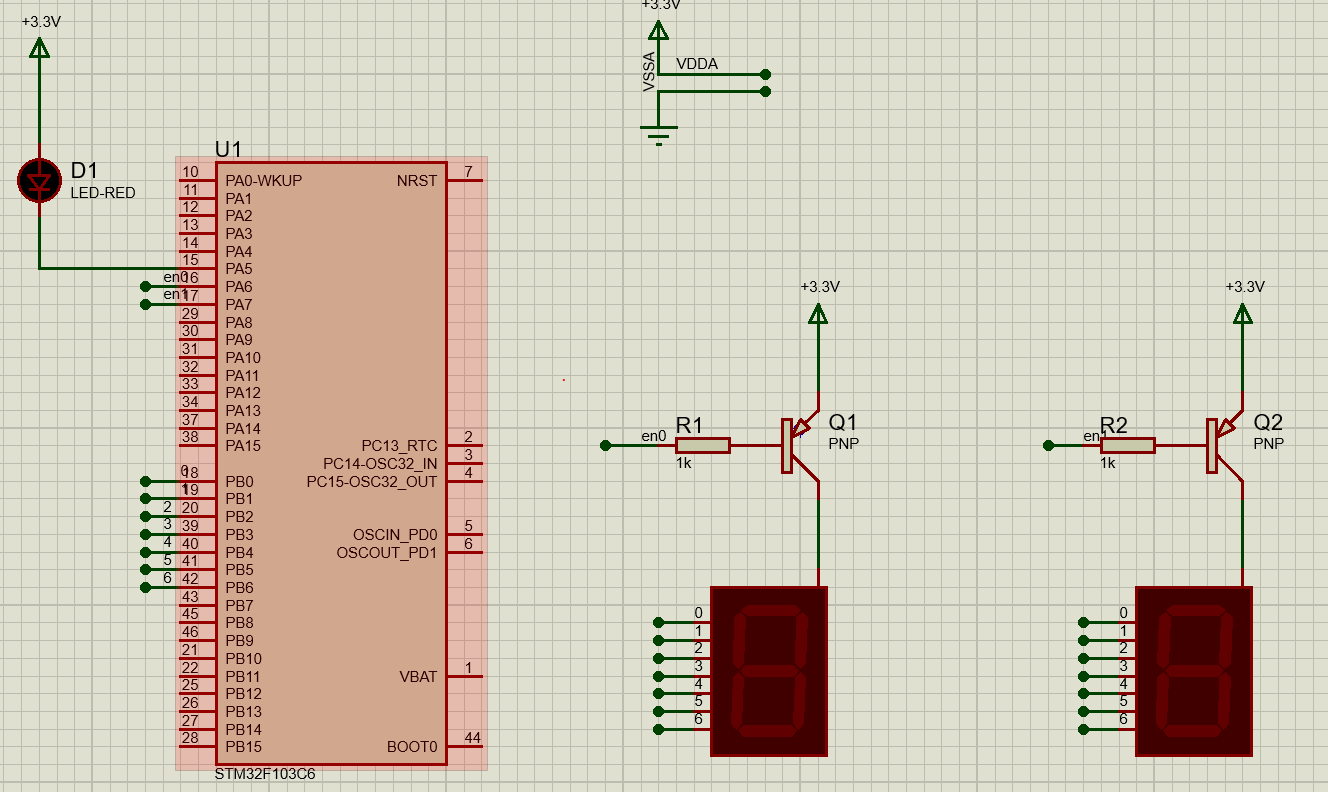 +3.3V
D1
LED-RED
+3.3V
VSSA
VDDA
U1
10 PA0-WKUP NRST 7
11 PA1
12 PA2
13 PA3
14 PA4
15 PA5
en0 16 PA6
en1 17 PA7
29 PA8
30 PA9
31 PA10
32 PA11
33 PA12
34 PA13
37 PA14
38 PA15 PC13_RTC 2
PC14-OSC32_IN 3
0 18 PB0 PC15-OSC32_OUT 4
1 19 PB1
2 20 PB2
3 39 PB3 OSCIN_PD0 5
4 40 PB4 OSCOUT_PD1 6
5 41 PB5
6 42 PB6
43 PB7
45 PB8
46 PB9
21 PB10
22 PB11 VBAT 1
25 PB12
26 PB13
27 PB14
28 PB15 BOOT0 44
STM32F103C6
+3.3V
en0
R1
1k
Q1
PNP
0
1
2
3
4
5
6
+3.3V
en1
R2
1k
Q2
PNP
0
1
2
3
4
5
6